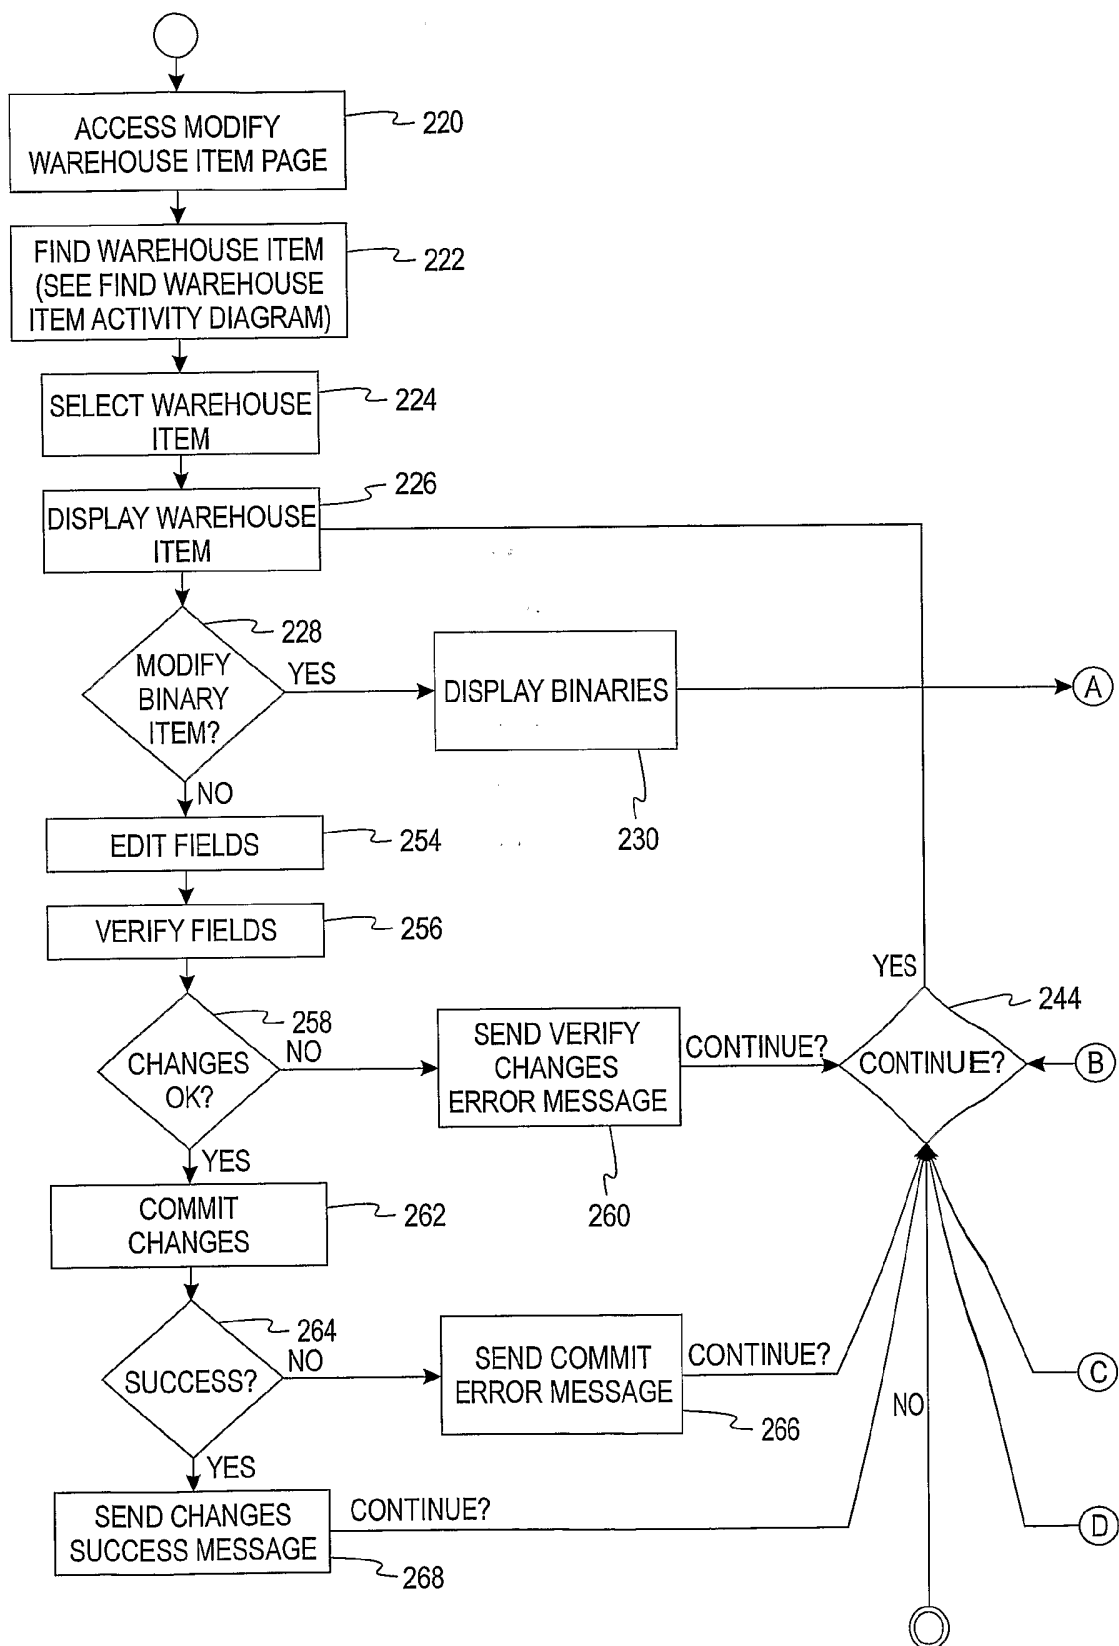 ACCESS MODIFY
WAREHOUSE ITEM PAGE
220
FIND WAREHOUSE ITEM
(SEE FIND WAREHOUSE
ITEM ACTIVITY DIAGRAM)
222
SELECT WAREHOUSE
ITEM
224
DISPLAY WAREHOUSE
ITEM
226
MODIFY
BINARY
ITEM?
228
YES
DISPLAY BINARIES
230
A
NO
EDIT FIELDS
254
VERIFY FIELDS
256
CHANGES
OK?
258
NO
SEND VERIFY
CHANGES
ERROR MESSAGE
260
CONTINUE?
YES
CONTINUE?
244
B
YES
COMMIT
CHANGES
262
SUCCESS?
264
NO
SEND COMMIT
ERROR MESSAGE
266
CONTINUE?
C
NO
YES
SEND CHANGES
SUCCESS MESSAGE
268
CONTINUE?
D